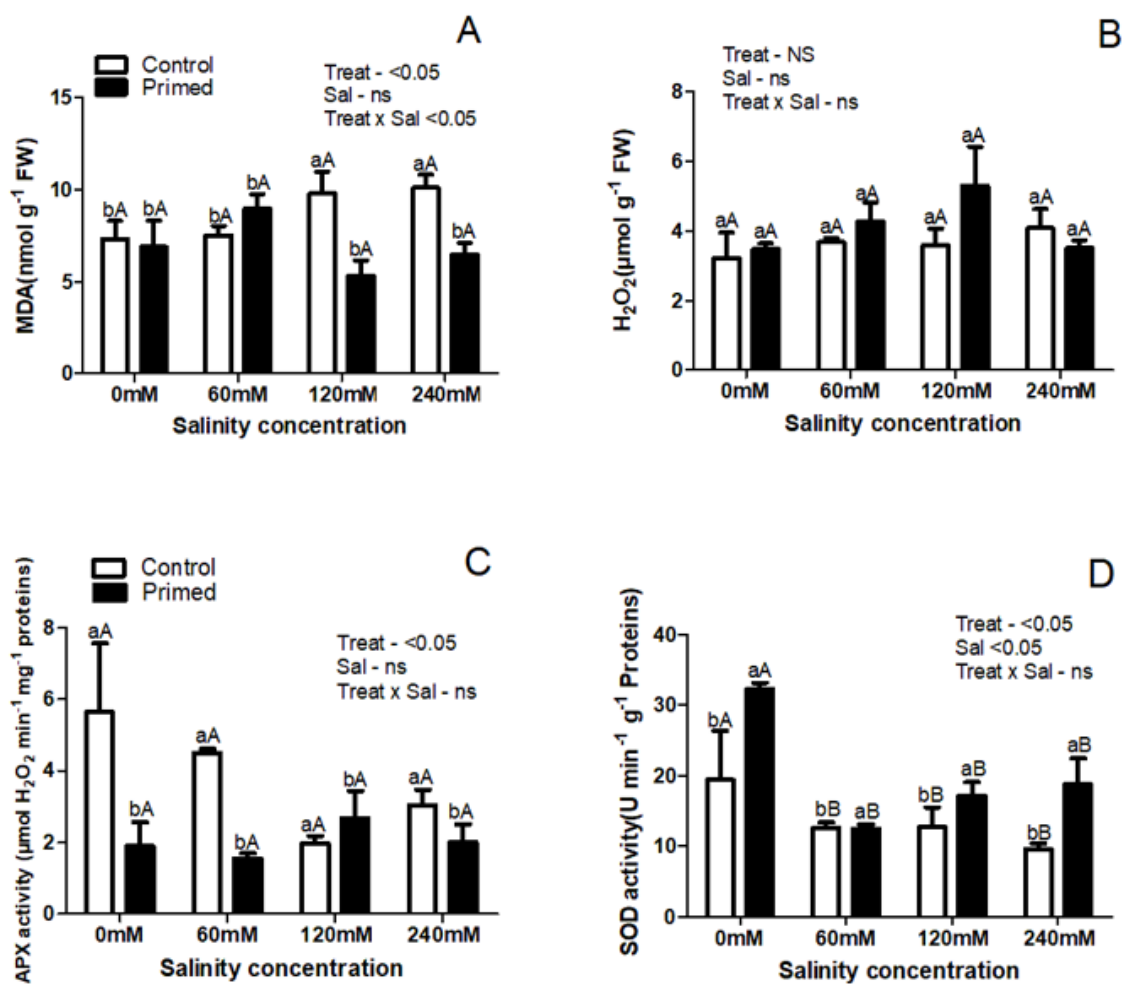 A
Control
Primed
Treat - <0.05
Sal - ns
Treat x Sal <0.05
MDA(nmol g⁻¹ FW)
15
10
5
0
bA bA bA bA aA bA aA bA
0mM 60mM 120mM 240mM
Salinity concentration
B
Treat - NS
Sal - ns
Treat x Sal - ns
H₂O₂(µmol g⁻¹ FW)
8
6
4
2
0
aA aA aA aA aA aA aA aA
0mM 60mM 120mM 240mM
Salinity concentration
C
Control
Primed
Treat - <0.05
Sal - ns
Treat x Sal - ns
APX activity (µmol H₂O₂ min⁻¹ mg⁻¹ proteins)
8
6
4
2
0
aA bA aA bA aA bA aA bA
0mM 60mM 120mM 240mM
Salinity concentration
D
Treat - <0.05
Sal <0.05
Treat x Sal - ns
SOD activity(U min⁻¹ g⁻¹ Proteins)
40
30
20
10
0
bA aA bB aB bB aB bB aB
0mM 60mM 120mM 240mM
Salinity concentration